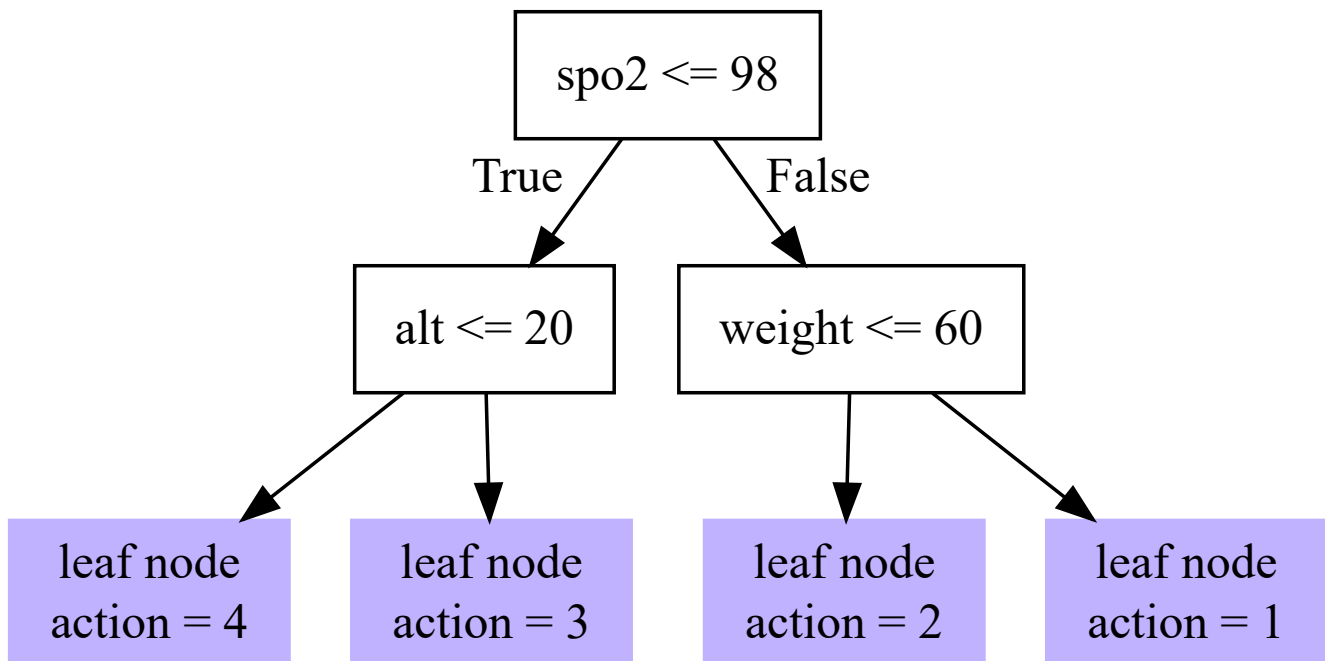 spo2 <= 98
True
False
alt <= 20
weight <= 60
leaf node
action = 4
leaf node
action = 3
leaf node
action = 2
leaf node
action = 1